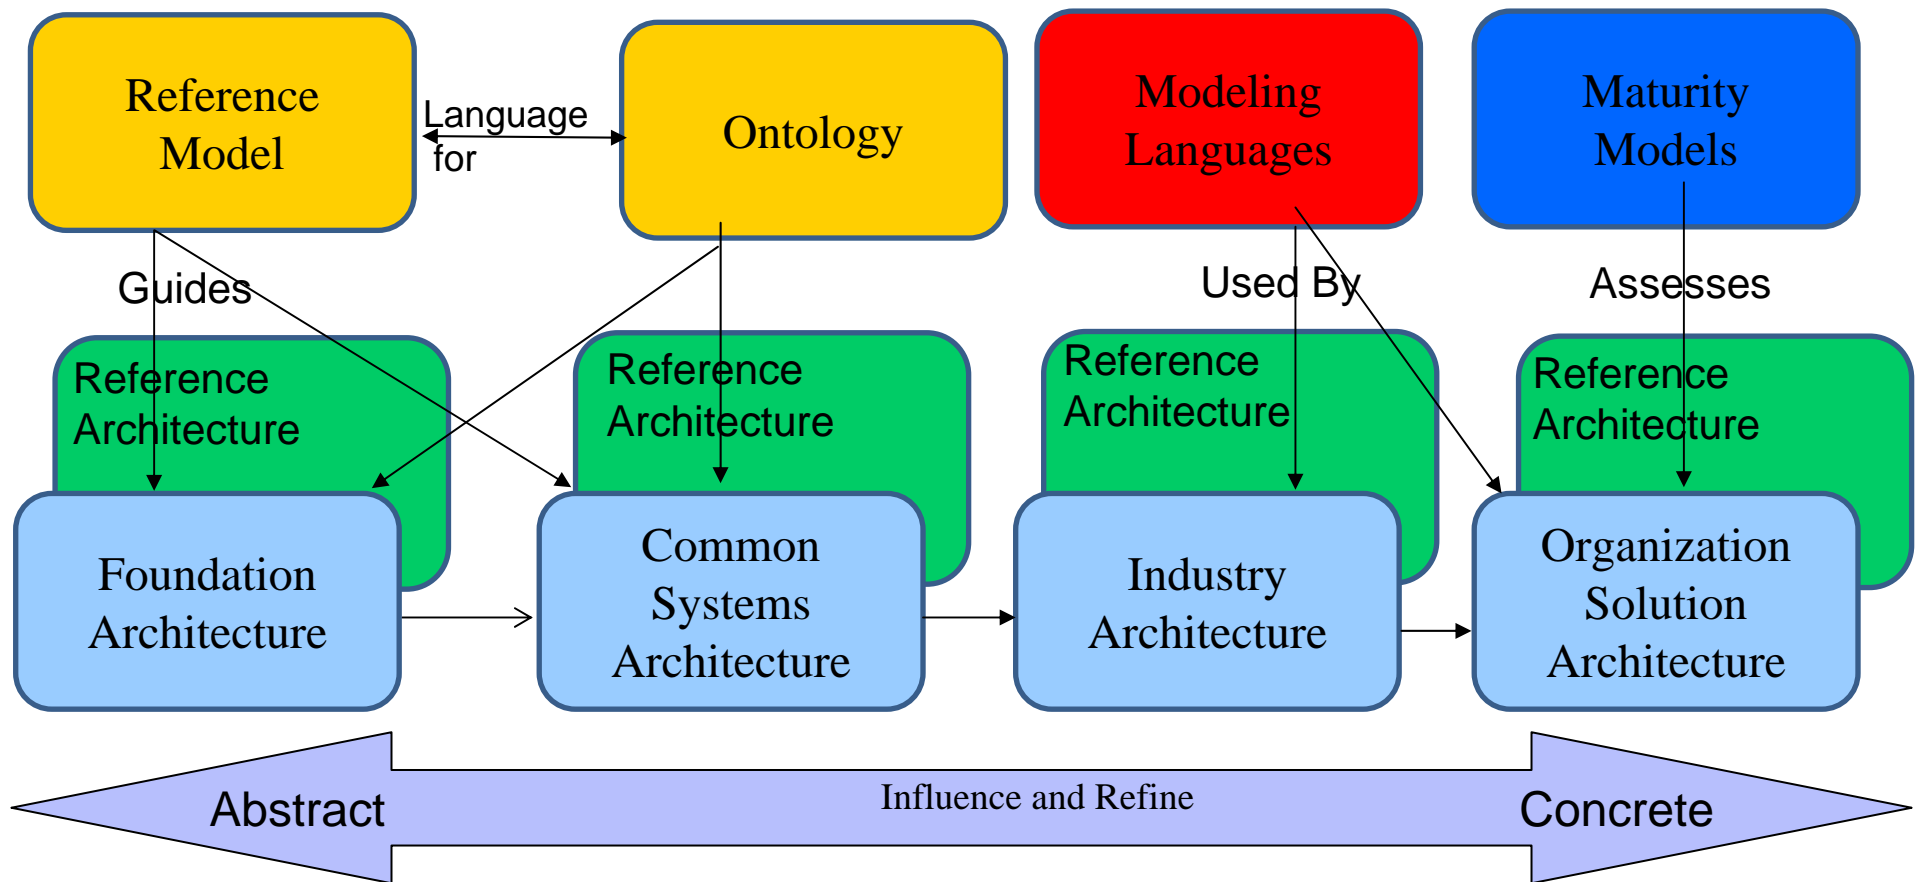 Reference
Model
Language
for
Ontology
Modeling
Languages
Maturity
Models
Guides
Used By
Assesses
Reference
Architecture
Reference
Architecture
Reference
Architecture
Reference
Architecture
Foundation
Architecture
Common
Systems
Architecture
Industry
Architecture
Organization
Solution
Architecture
Abstract
Influence and Refine
Concrete